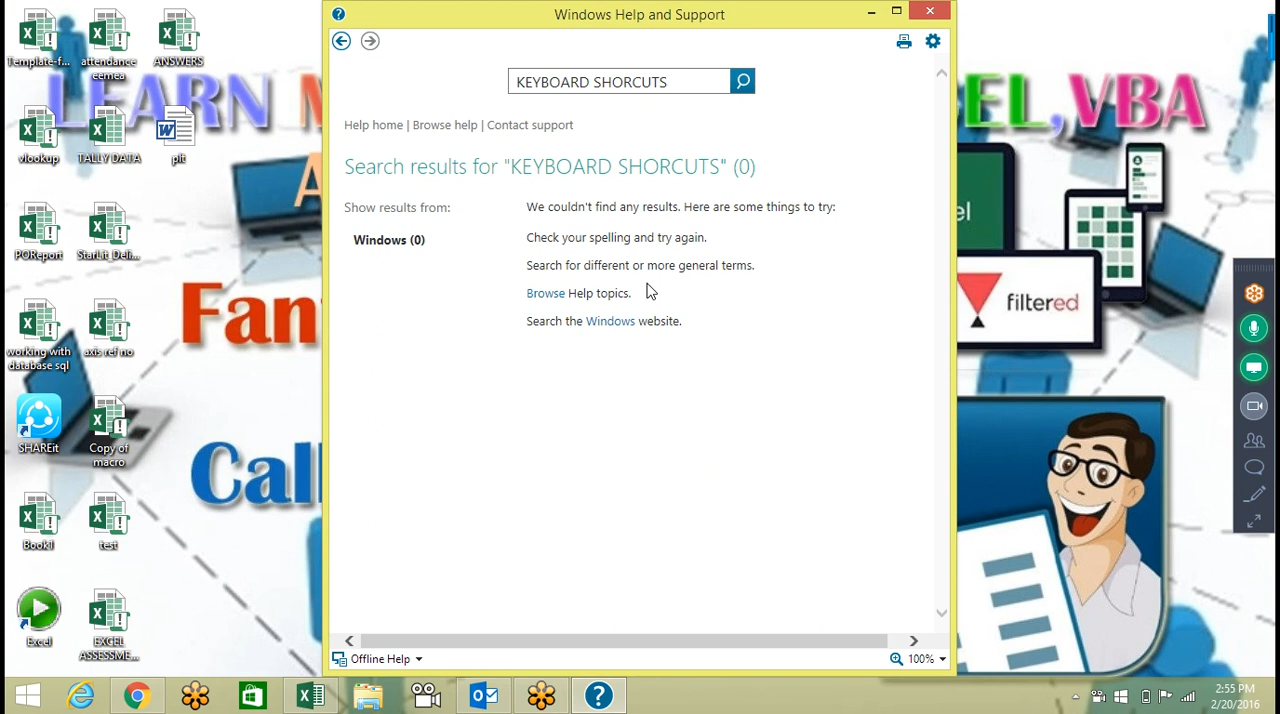 Windows Help and Support
KEYBOARD SHORCUTS
Help home | Browse help | Contact support
Search results for "KEYBOARD SHORCUTS" (0)
Show results from:
Windows (0)
We couldn't find any results. Here are some things to try:
Check your spelling and try again.
Search for different or more general terms.
Browse Help topics.
Search the Windows website.
Offline Help
100%
Template-f...
attendance
eemea
ANSWERS
vlookup
TALLY DATA
pit
POReport
StarLit_Deli...
working with
database sql
axis ref no
SHAREit
Copy of
macro
Book1
test
Excel
EXCEL
ASSESSME...
LEARN M
EL,VBA
A
Fan
Call
el
filtered
2:55 PM
2/20/2016